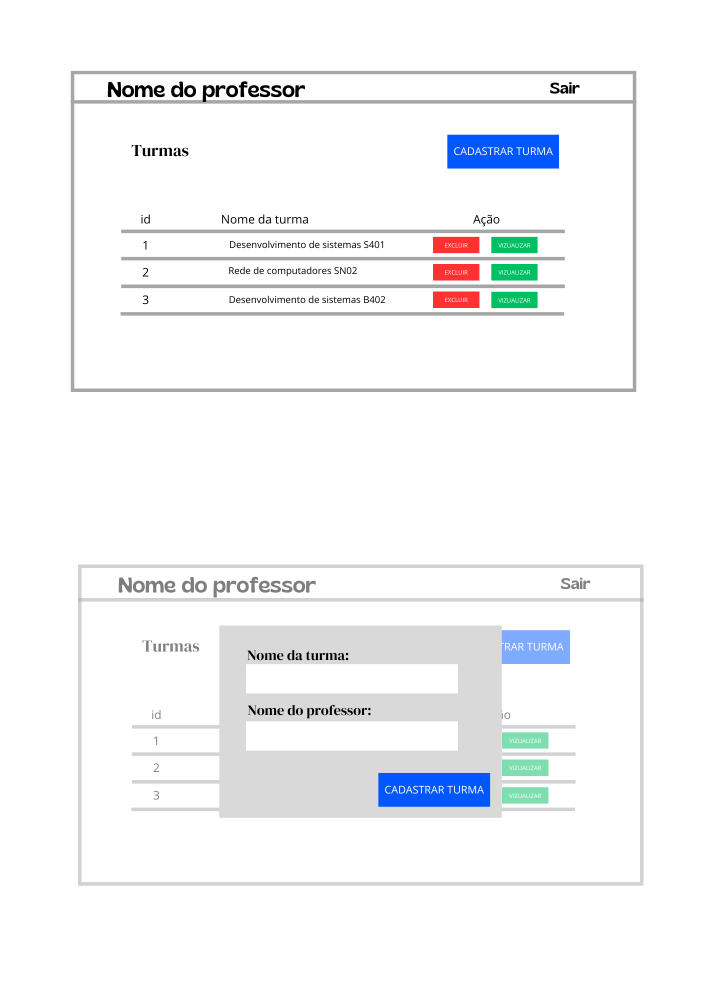 Nome do professor Sair
Turmas CADASTRAR TURMA
id Nome da turma Ação
1 Desenvolvimento de sistemas S401 EXCLUIR VIZUALIZAR
2 Rede de computadores SN02 EXCLUIR VIZUALIZAR
3 Desenvolvimento de sistemas B402 EXCLUIR VIZUALIZAR
Nome do professor Sair
Turmas TRAR TURMA
Nome da turma:
Nome do professor:
id ão
1 VIZUALIZAR
2 VIZUALIZAR
3 VIZUALIZAR
CADASTRAR TURMA